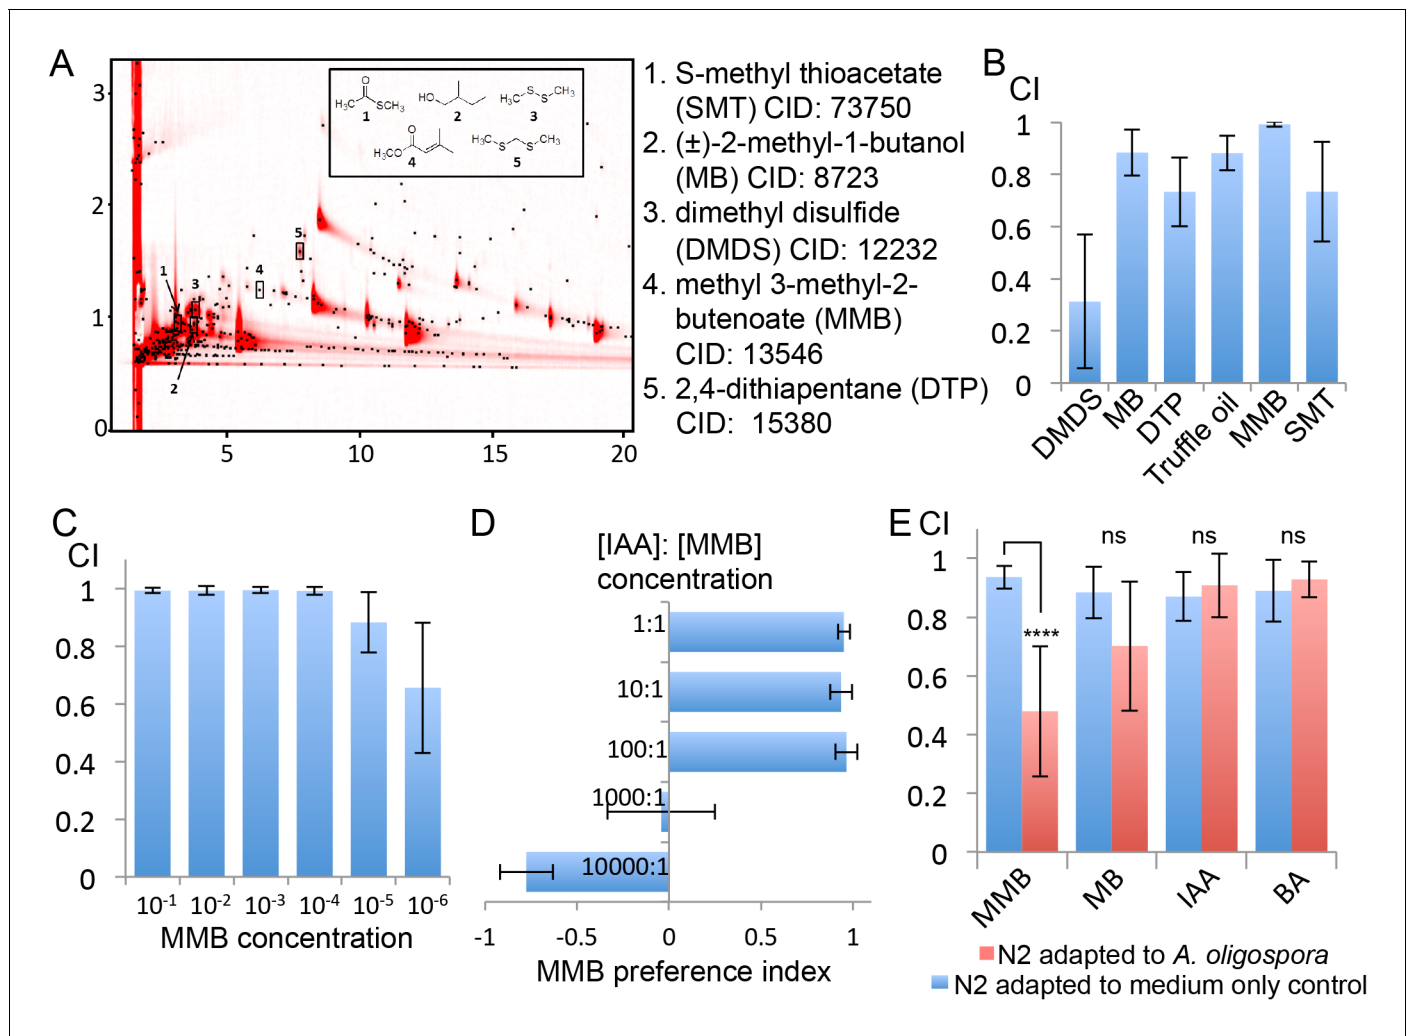 A
3
2
1
0
5
10
15
20
O
H₃C
SCH₃
1
HO
2
H₃C
S
S
CH₃
3
O
H₃CO
4
H₃C
S
S
CH₃
5
1
3
4
5
2
1. S-methyl thioacetate
(SMT) CID: 73750
2. (±)-2-methyl-1-butanol
(MB) CID: 8723
3. dimethyl disulfide
(DMDS) CID: 12232
4. methyl 3-methyl-2-
butenoate (MMB)
CID: 13546
5. 2,4-dithiapentane (DTP)
CID: 15380
B
CI
1
0.8
0.6
0.4
0.2
0
DMDS
MB
DTP
Truffle oil
MMB
SMT
C
CI
1
0.8
0.6
0.4
0.2
0
10⁻¹ 10⁻² 10⁻³ 10⁻⁴ 10⁻⁵ 10⁻⁶
MMB concentration
D
[IAA]: [MMB]
concentration
1:1
10:1
100:1
1000:1
10000:1
-1 -0.5 0 0.5 1
MMB preference index
E
CI
1
0.8
0.6
0.4
0.2
0
****
ns
ns
ns
MMB
MB
IAA
BA
N2 adapted to A. oligospora
N2 adapted to medium only control